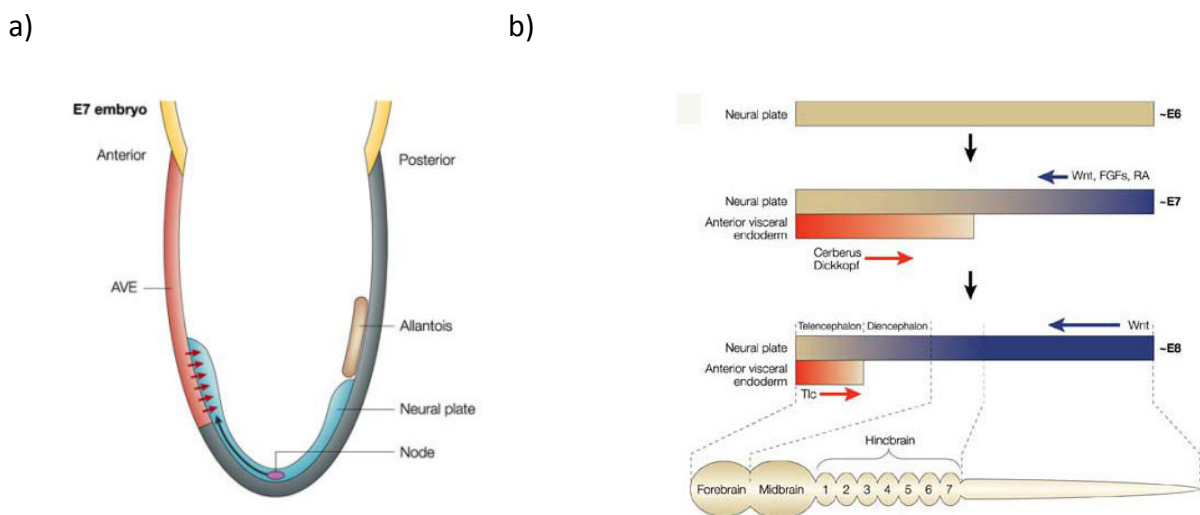 a)
b)
E7 embryo
Anterior
Posterior
AVE
Allantois
Neural plate
Node
Neural plate
~E6
Wnt, FGFs, RA
Neural plate
~E7
Anterior visceral
endoderm
Cerberus
Dickkopf
Telencephalon
Diencephalon
Wnt
Neural plate
~E8
Anterior visceral
endoderm
Tlc
Hindbrain
Forebrain
Midbrain
1 2 3 4 5 6 7